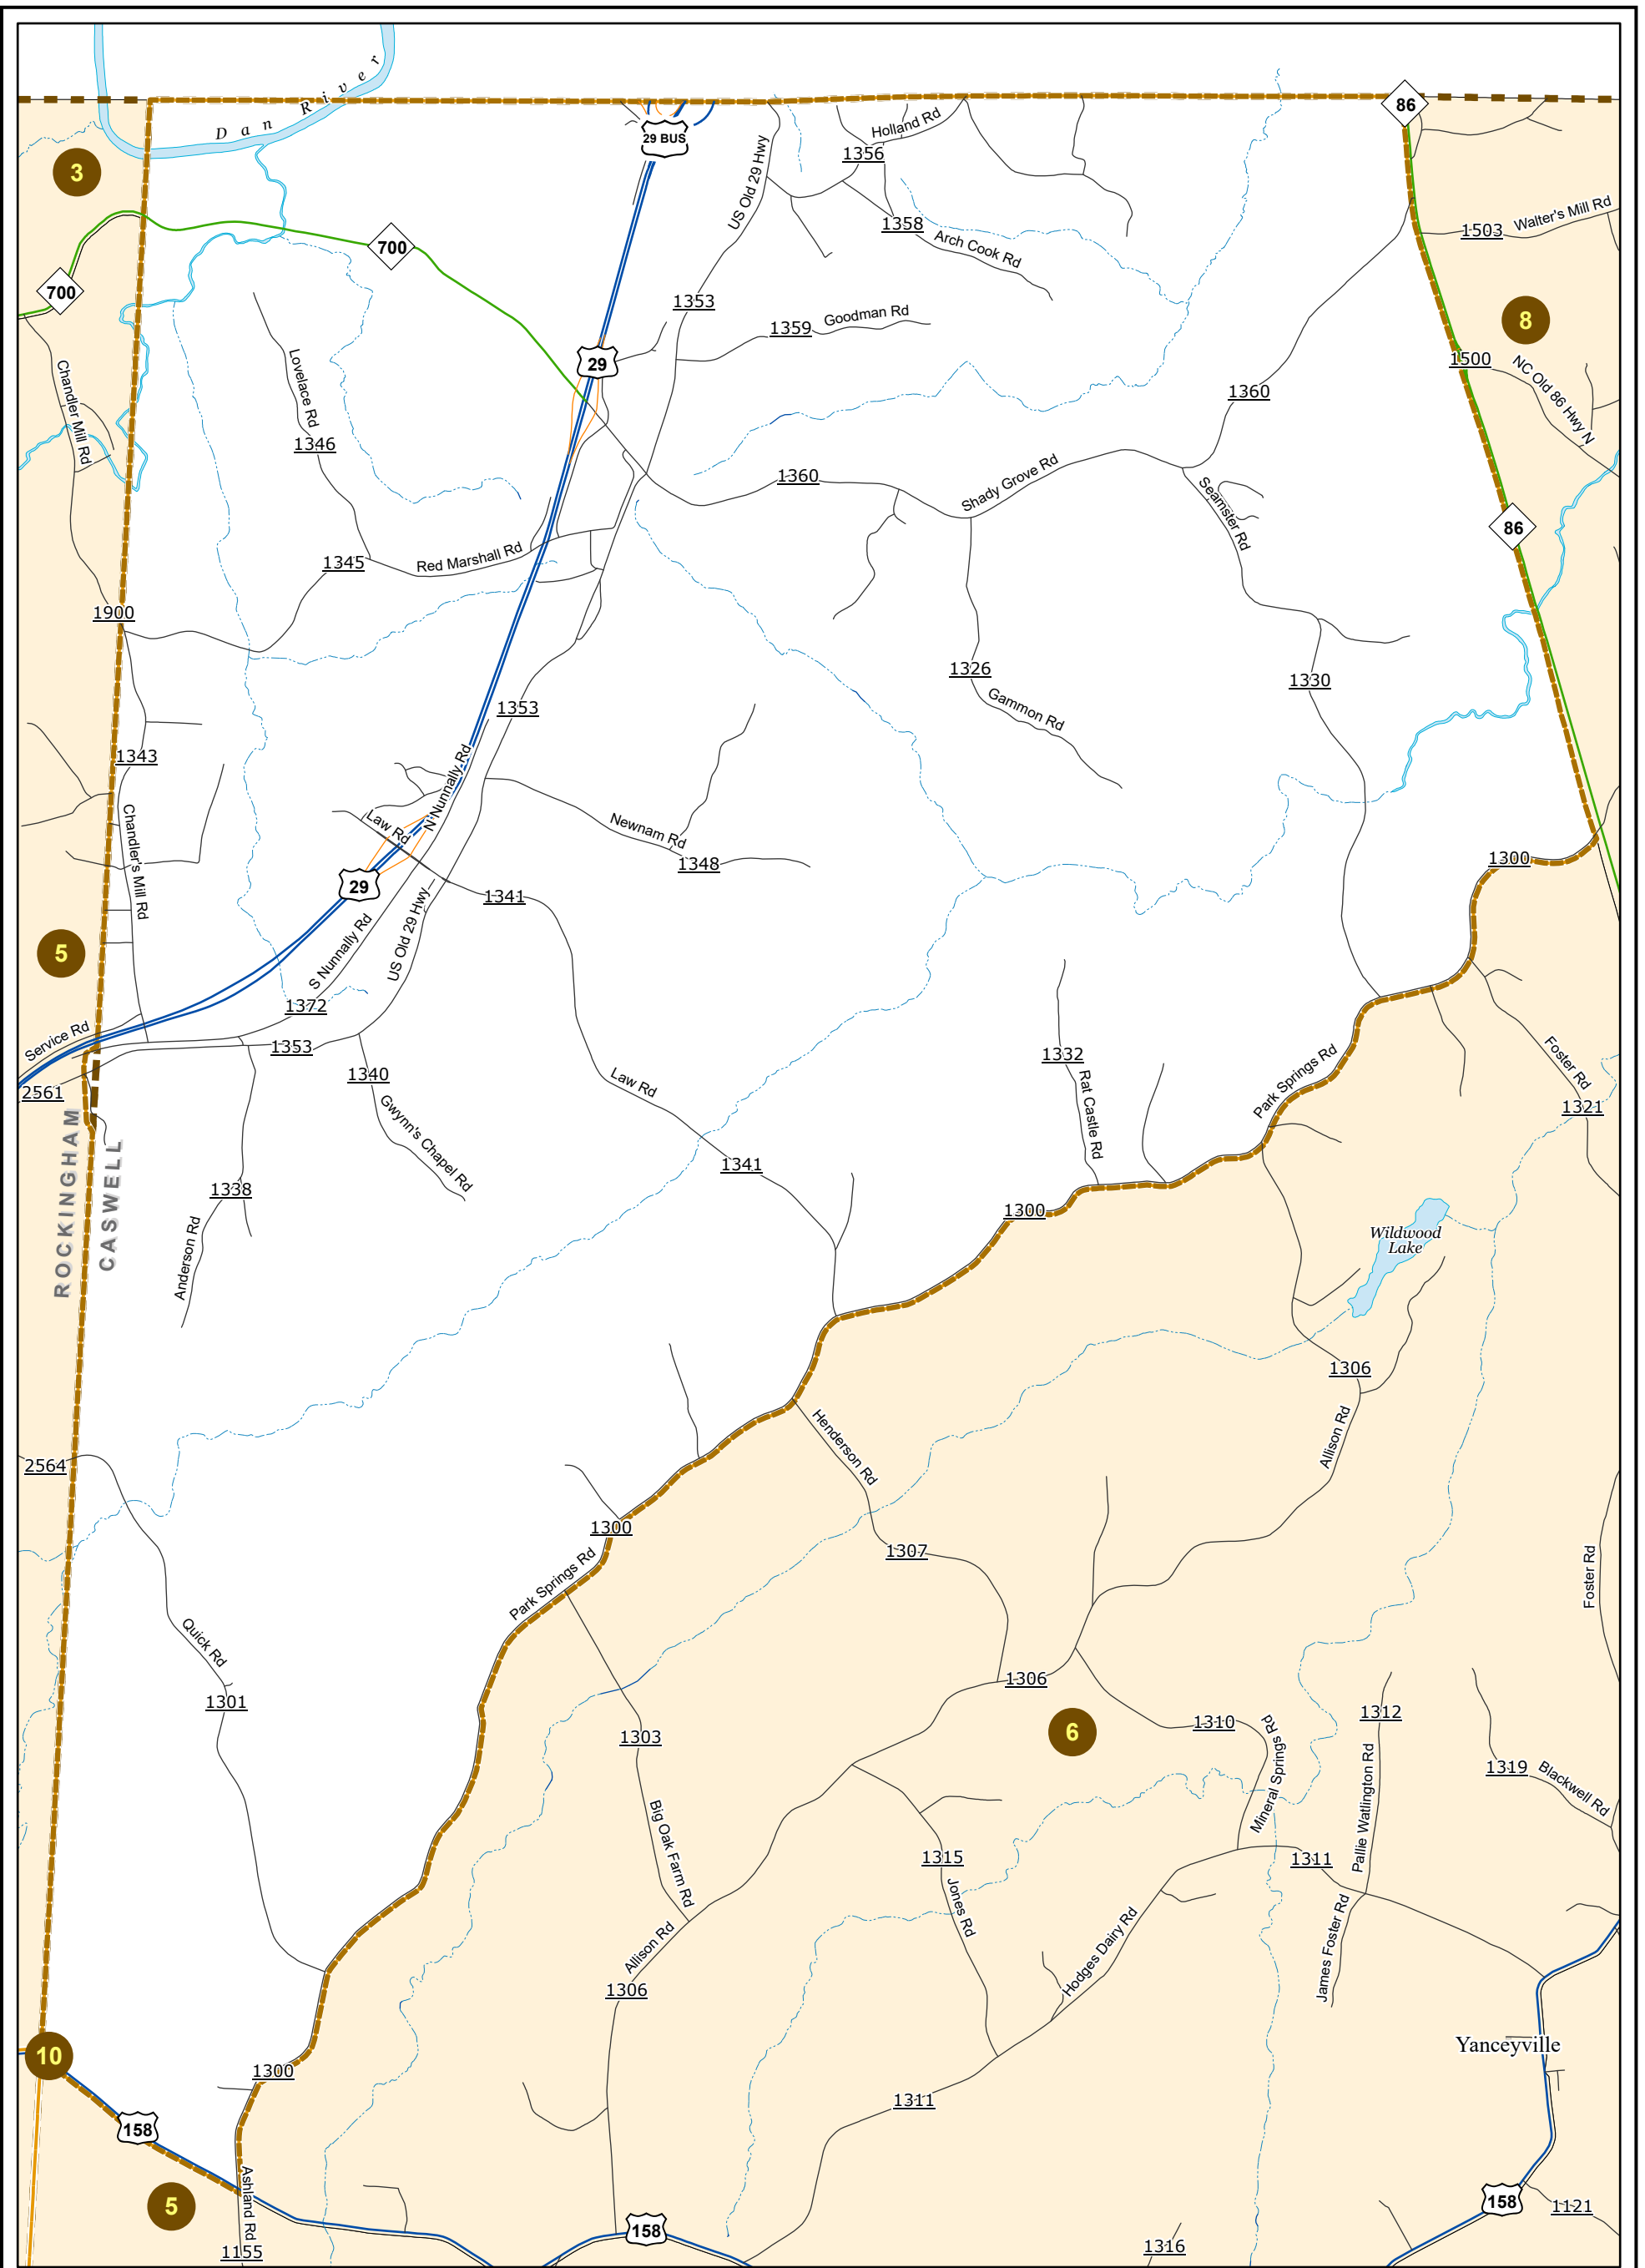 Dan River
86
29 BUS
Holland Rd
1356
3
US Old 29 Hwy
1358
Arch Cook Rd
1503
Walter's Mill Rd
700
700
1353
1359
Goodman Rd
8
29
1500
NC Old 86 Hwy N
Chandler Mill Rd
Lovelace Rd
1360
1346
1360
Shady Grove Rd
Seamster Rd
86
Red Marshall Rd
1345
1900
1326
1330
Gammon Rd
1353
1343
N Nunnally Rd
Chandler's Mill Rd
Law Rd
Newnam Rd
1348
1300
29
1341
5
US Old 29 Hwy
S Nunnally Rd
1372
Service Rd
1353
1332
Park Springs Rd
Foster Rd
1340
2561
Law Rd
Rat Castle Rd
1321
Gwynn's Chapel Rd
ROCKINGHAM
CASWELL
1341
1338
Anderson Rd
1300
Wildwood
Lake
1306
Henderson Rd
Allison Rd
2564
1300
1307
Park Springs Rd
Foster Rd
Quick Rd
1301
1306
1303
6
1310
Mineral Springs Rd
1312
Pallie Watlington Rd
1319
Blackwell Rd
Big Oak Farm Rd
1315
Jones Rd
1311
Allison Rd
Hodges Dairy Rd
James Foster Rd
1306
Yanceyville
10
1300
1311
158
158
5
Ashland Rd
1155
158
1121
1316